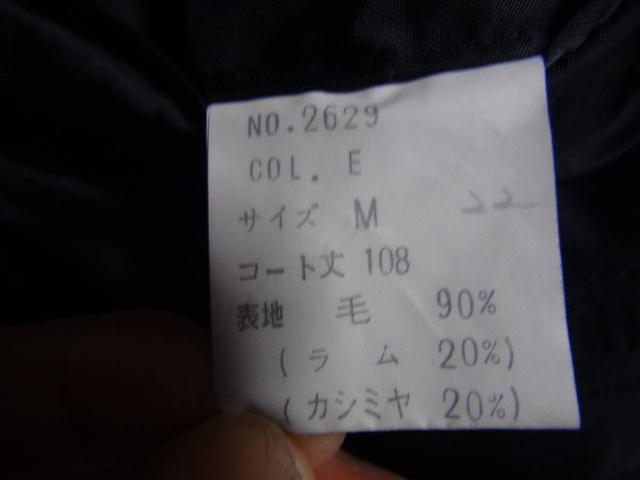 NO.2629
COL. E
サイズ M 22
コート丈 108
表地 毛 90%
(ラム 20%)
(カシミヤ 20%)